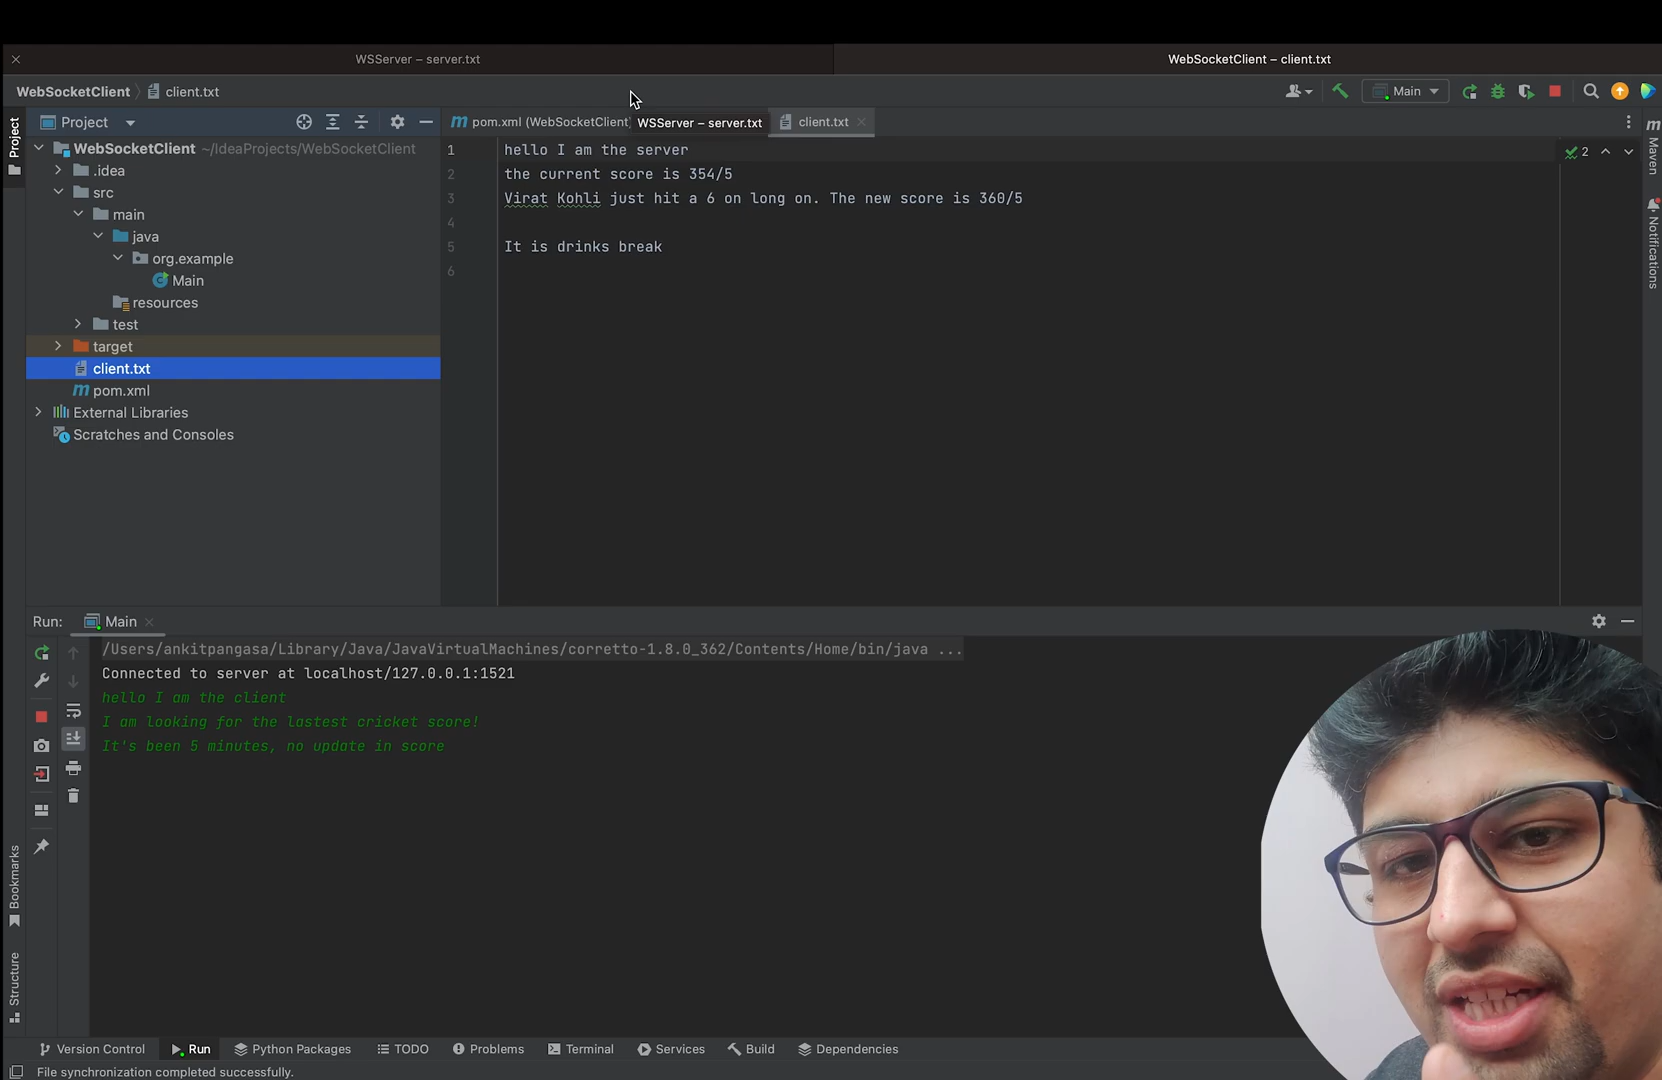 WSServer – server.txt
WebSocketClient – client.txt
WebSocketClient
client.txt
Main
Project
Project
pom.xml (WebSocketClient)
WSServer – server.txt
client.txt
WebSocketClient ~/IdeaProjects/WebSocketClient
.idea
src
main
java
org.example
Main
resources
test
target
client.txt
pom.xml
External Libraries
Scratches and Consoles
1 hello I am the server
2 the current score is 354/5
3 Virat Kohli just hit a 6 on long on. The new score is 360/5
4
5 It is drinks break
6
2
m
Maven
Notifications
Run:
Main
/Users/ankitpangasa/Library/Java/JavaVirtualMachines/corretto-1.8.0_362/Contents/Home/bin/java ...
Connected to server at localhost/127.0.0.1:1521
hello I am the client
I am looking for the lastest cricket score!
It's been 5 minutes, no update in score
Bookmarks
Structure
Version Control
Run
Python Packages
TODO
Problems
Terminal
Services
Build
Dependencies
File synchronization completed successfully.